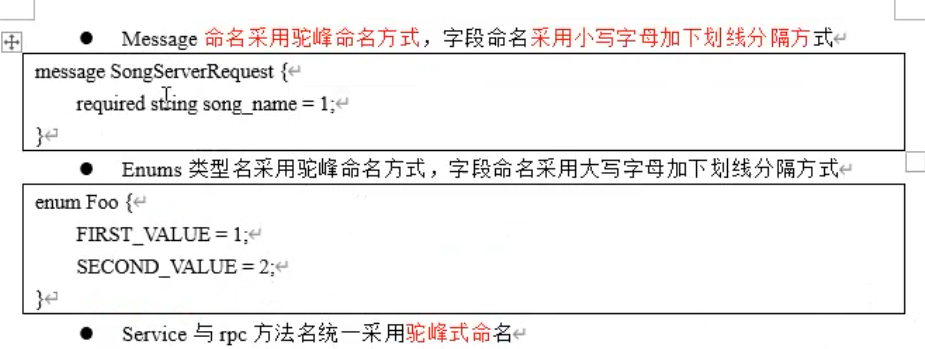 ● Message 命名采用驼峰命名方式，字段命名采用小写字母加下划线分隔方式
message SongServerRequest {
required string song_name = 1;
}
● Enums 类型名采用驼峰命名方式，字段命名采用大写字母加下划线分隔方式
enum Foo {
FIRST_VALUE = 1;
SECOND_VALUE = 2;
}
● Service 与 rpc 方法名统一采用驼峰式命名